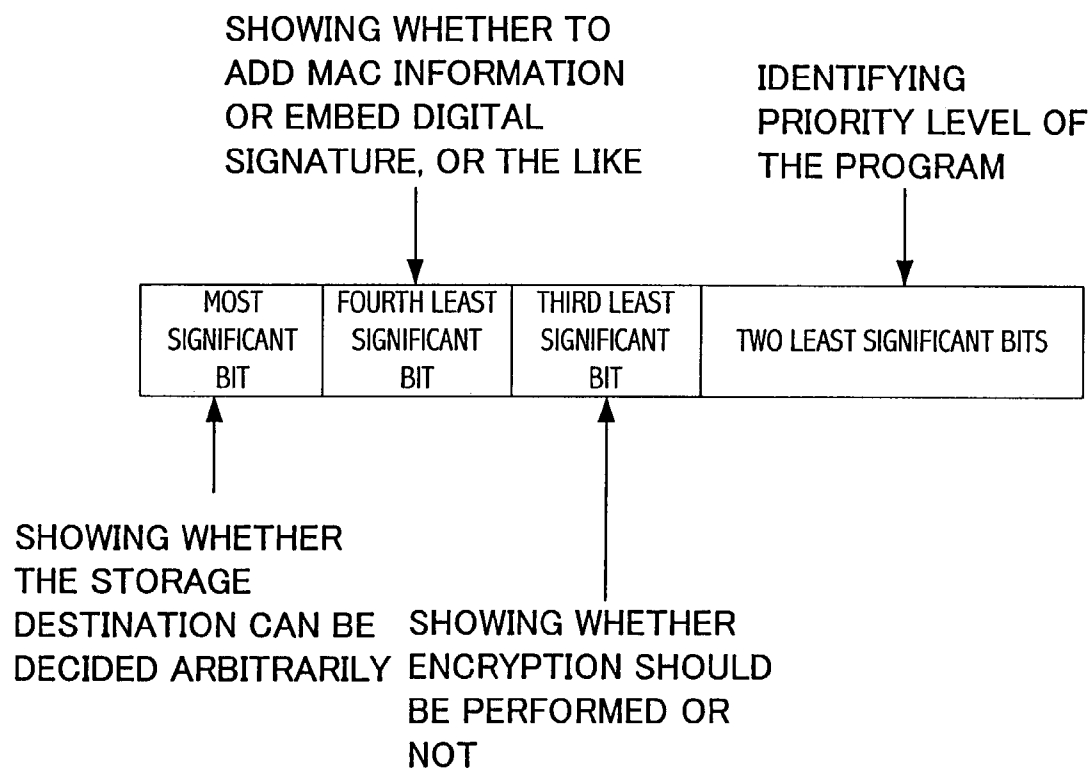 SHOWING WHETHER TO
ADD MAC INFORMATION
OR EMBED DIGITAL
SIGNATURE, OR THE LIKE
IDENTIFYING
PRIORITY LEVEL OF
THE PROGRAM
MOST
SIGNIFICANT
BIT
FOURTH LEAST
SIGNIFICANT
BIT
THIRD LEAST
SIGNIFICANT
BIT
TWO LEAST SIGNIFICANT BITS
SHOWING WHETHER
THE STORAGE
DESTINATION CAN BE
DECIDED ARBITRARILY
SHOWING WHETHER
ENCRYPTION SHOULD
BE PERFORMED OR
NOT